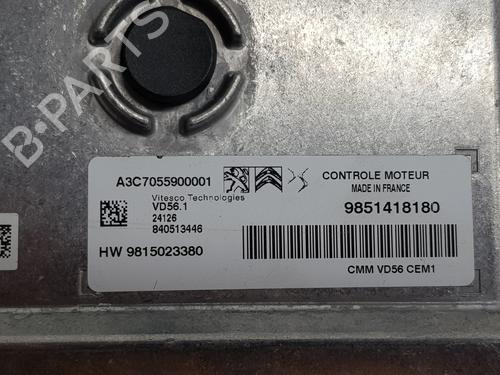 B-PARTS
A3C7055900001
Vitesco Technologies
VD56.1
24126
840513446
HW 9815023380
CONTROLE MOTEUR
MADE IN FRANCE
9851418180
CMM VD56 CEM1